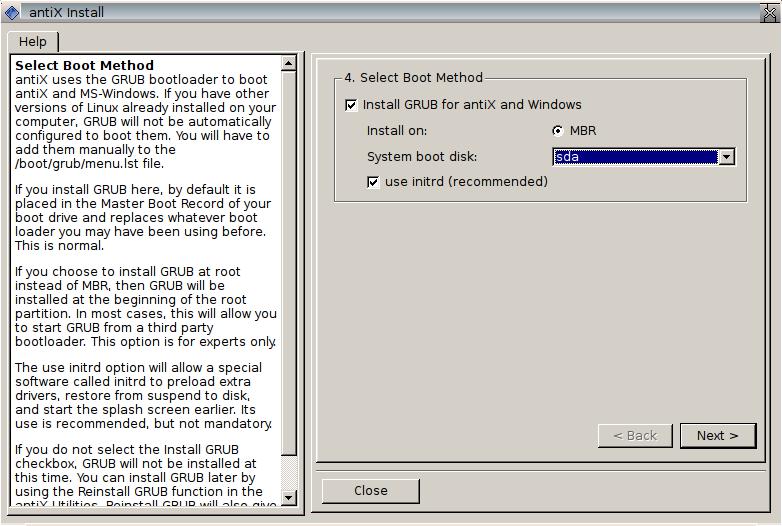 antiX Install
Help
Select Boot Method
antiX uses the GRUB bootloader to boot
antiX and MS-Windows. If you have other
versions of Linux already installed on your
computer, GRUB will not be automatically
configured to boot them. You will have to
add them manually to the
/boot/grub/menu.lst file.
If you install GRUB here, by default it is
placed in the Master Boot Record of your
boot drive and replaces whatever boot
loader you may have been using before.
This is normal.
If you choose to install GRUB at root
instead of MBR, then GRUB will be
installed at the beginning of the root
partition. In most cases, this will allow you
to start GRUB from a third party
bootloader. This option is for experts only.
The use initrd option will allow a special
software called initrd to preload extra
drivers, restore from suspend to disk,
and start the splash screen earlier. Its
use is recommended, but not mandatory.
If you do not select the Install GRUB
checkbox, GRUB will not be installed at
this time. You can install GRUB later by
using the Reinstall GRUB function in the
antiX Utilities. Reinstall GRUB will also give
4. Select Boot Method
Install GRUB for antiX and Windows
Install on:
MBR
System boot disk:
sda
use initrd (recommended)
< Back
Next >
Close